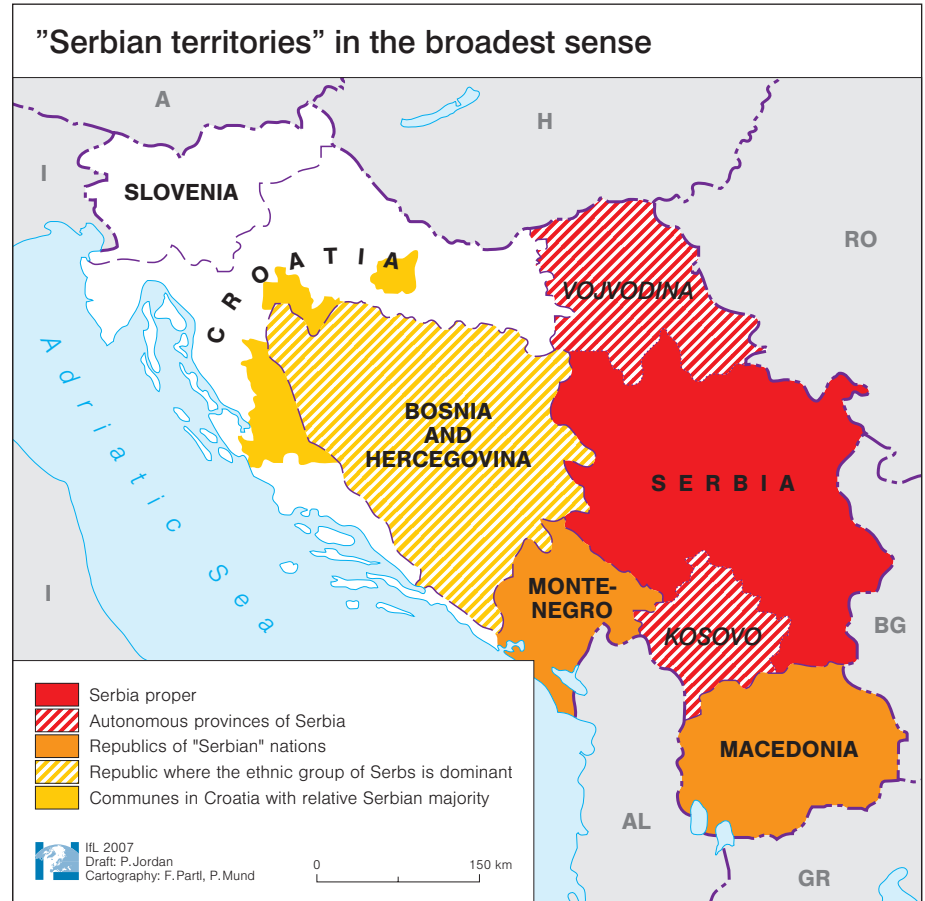 ”Serbian territories” in the broadest sense
A
H
I
SLOVENIA
RO
CROATIA
VOJVODINA
Adriatic Sea
BOSNIA
AND
HERCEGOVINA
SERBIA
I
MONTE-
NEGRO
KOSOVO
BG
MACEDONIA
AL
GR
Serbia proper
Autonomous provinces of Serbia
Republics of "Serbian" nations
Republic where the ethnic group of Serbs is dominant
Communes in Croatia with relative Serbian majority
IfL 2007
Draft: P.Jordan
Cartography: F.Partl, P.Mund
0 150 km